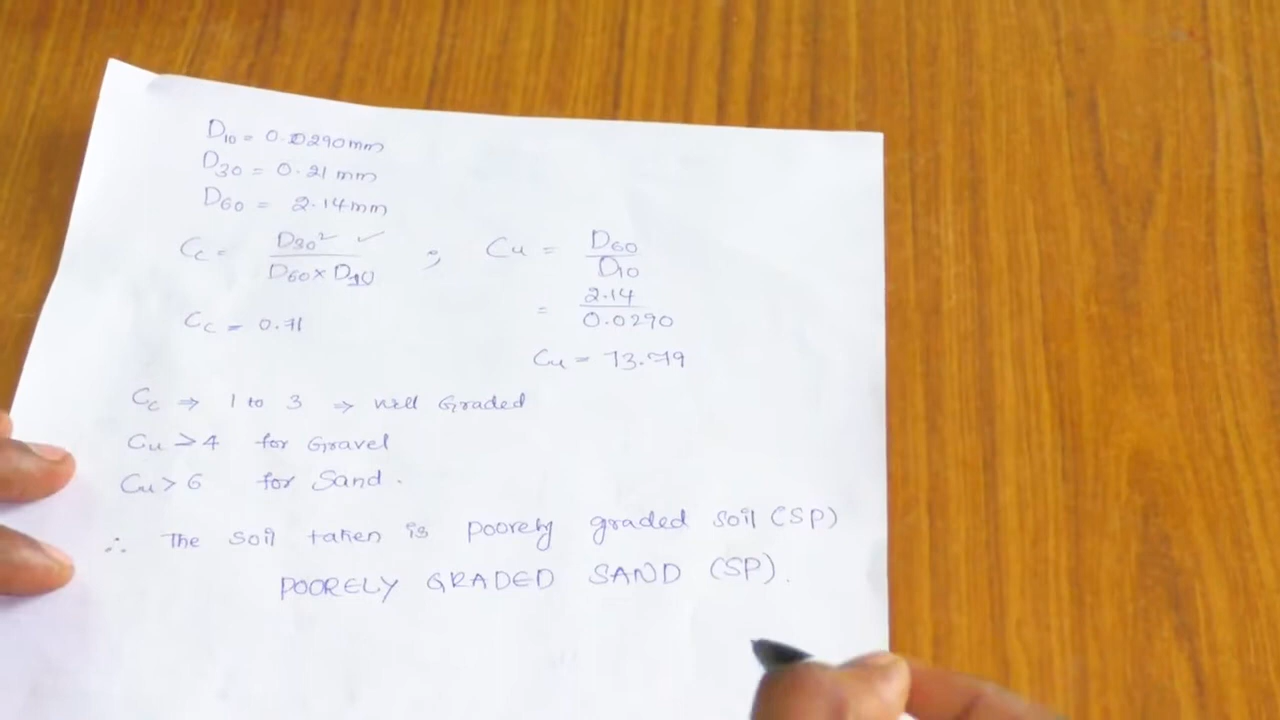 D10 = 0.0290mm
D30 = 0.21 mm
D60 = 2.14mm
Cc = D30² ✓ / D60 × D10 ; Cu = D60 / D10
= 2.14 / 0.0290
Cc = 0.71
Cu = 73.79
Cc ⇒ 1 to 3 ⇒ Well Graded
Cu > 4 for Gravel
Cu > 6 for Sand.
∴ The soil taken is poorely graded soil (SP)
POORELY GRADED SAND (SP).